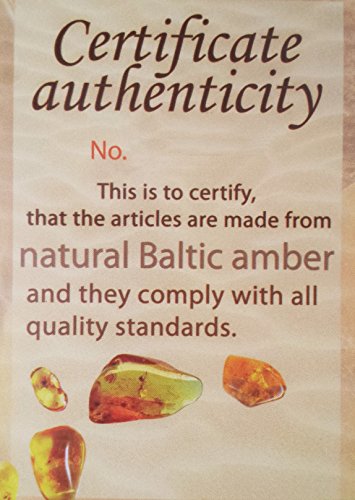 Certificate
authenticity
No.
This is to certify,
that the articles are made from
natural Baltic amber
and they comply with all
quality standards.